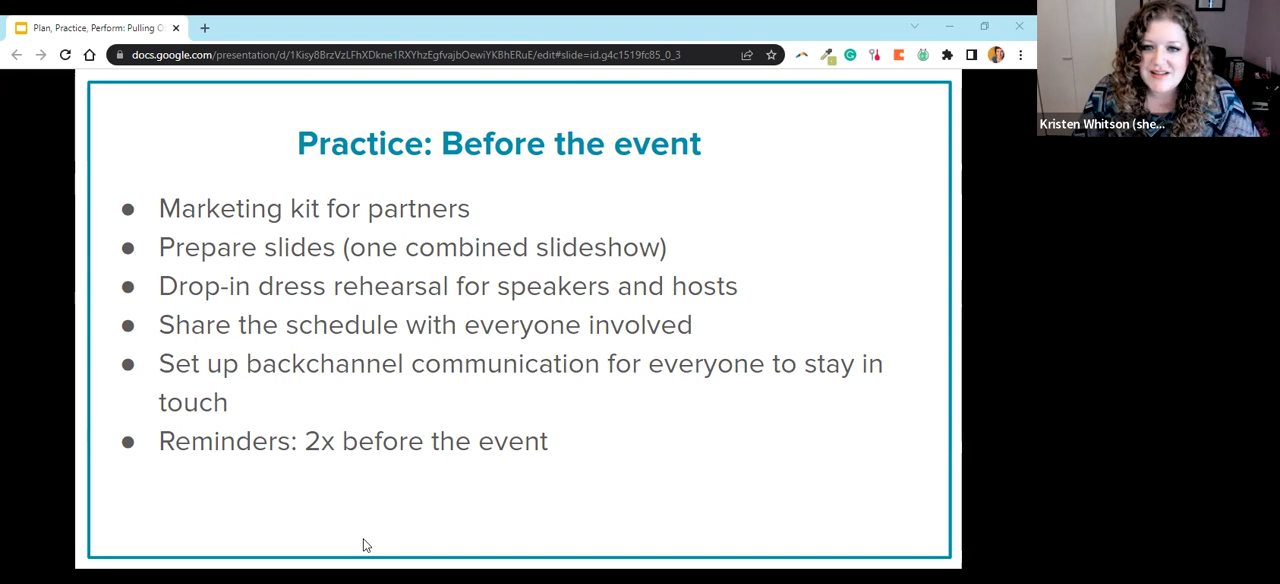 Plan, Practice, Perform: Pulling O
docs.google.com/presentation/d/1Kisy8BrzVzLFhXDkne1RXYhzEgfvajbOewiYKBhERuE/edit#slide=id.g4c1519fc85_0_3
Kristen Whitson (she...
Practice: Before the event
● Marketing kit for partners
● Prepare slides (one combined slideshow)
● Drop-in dress rehearsal for speakers and hosts
● Share the schedule with everyone involved
● Set up backchannel communication for everyone to stay in
touch
● Reminders: 2x before the event